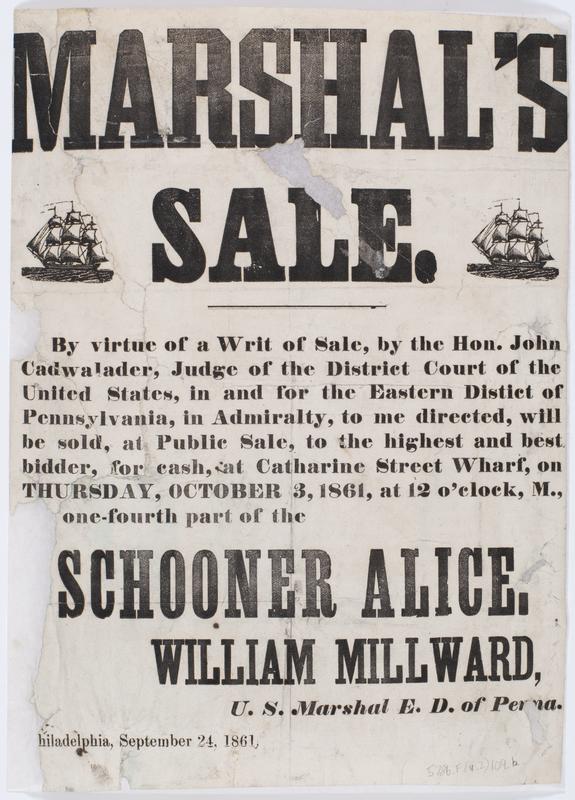 MARSHAL'S
SALE.
By virtue of a Writ of Sale, by the Hon. John
Cadwalader, Judge of the District Court of the
United States, in and for the Eastern Distict of
Pennsylvania, in Admiralty, to me directed, will
be sold, at Public Sale, to the highest and best
bidder, for cash, at Catharine Street Wharf, on
THURSDAY, OCTOBER 3, 1861, at 12 o'clock, M.,
one-fourth part of the
SCHOONER ALICE.
WILLIAM MILLWARD,
U. S. Marshal E. D. of Penna.
hiladelphia, September 24, 1861,